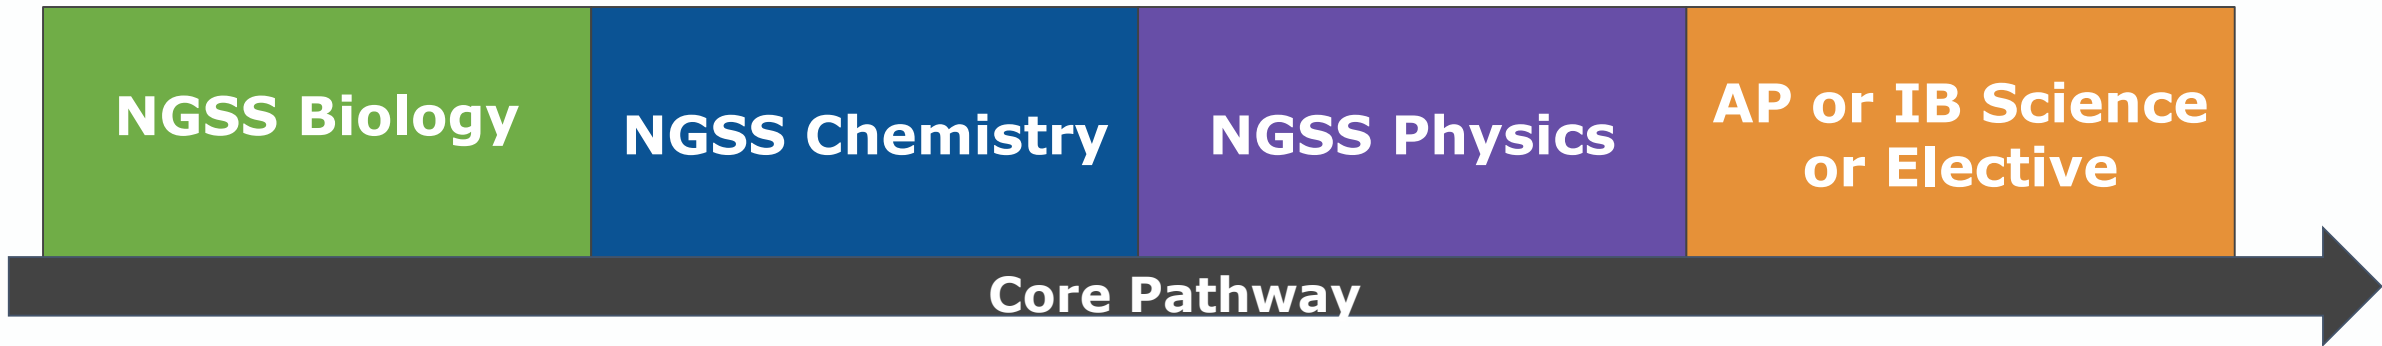 NGSS Biology
NGSS Chemistry
NGSS Physics
AP or IB Science
or Elective
Core Pathway